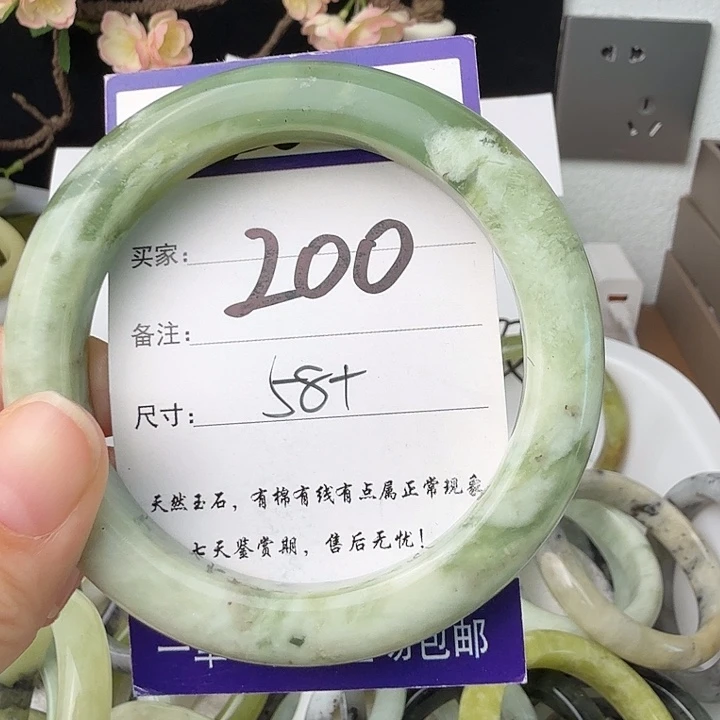 买家: 200
备注:
尺寸: 58+
天然玉石，有棉有线有点属正常现象
七天鉴赏期，售后无忧!
包邮